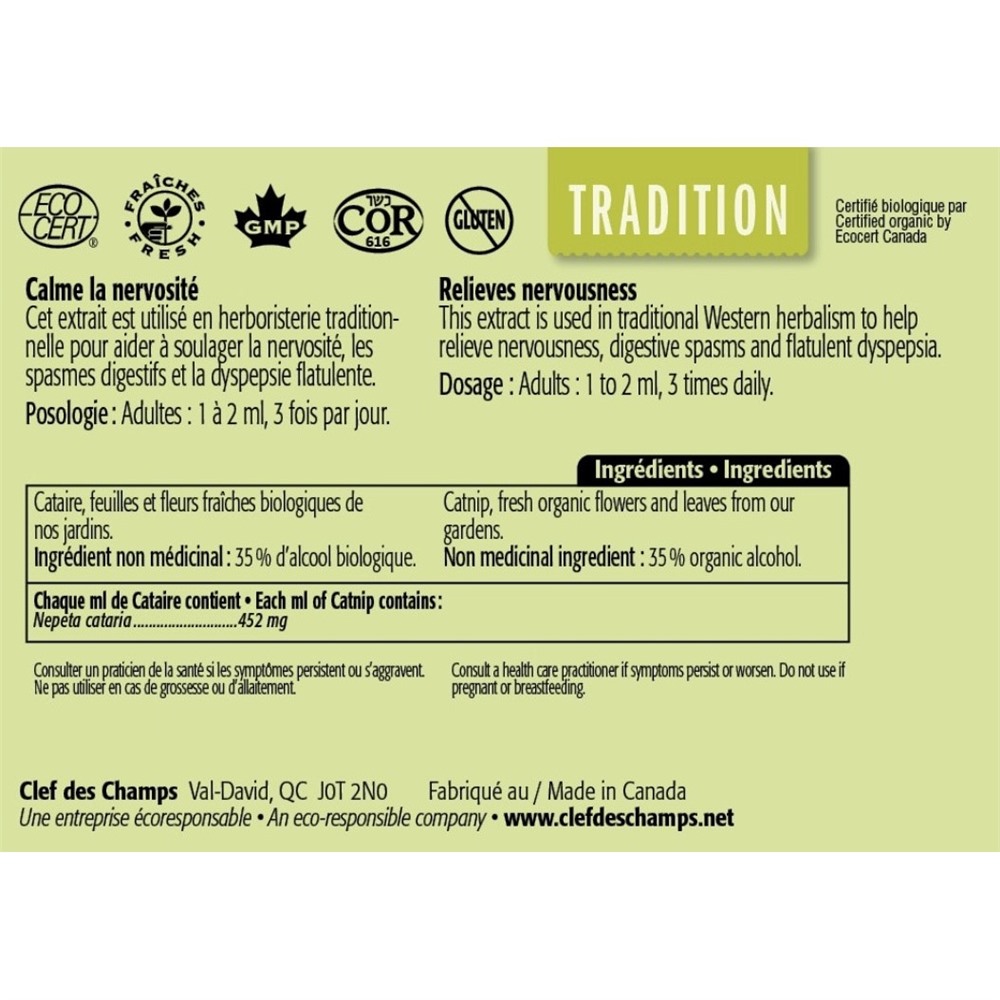 ECO
CERT
®
FRAÎCHES
FRESH
GMP
כשר
COR
616
GLUTEN
TRADITION
Certifié biologique par
Certified organic by
Ecocert Canada
Calme la nervosité
Cet extrait est utilisé en herboristerie tradition-
nelle pour aider à soulager la nervosité, les
spasmes digestifs et la dyspepsie flatulente.
Posologie : Adultes : 1 à 2 ml, 3 fois par jour.
Relieves nervousness
This extract is used in traditional Western herbalism to help
relieve nervousness, digestive spasms and flatulent dyspepsia.
Dosage : Adults : 1 to 2 ml, 3 times daily.
Ingrédients • Ingredients
Cataire, feuilles et fleurs fraîches biologiques de
nos jardins.
Ingrédient non médicinal : 35 % d'alcool biologique.
Catnip, fresh organic flowers and leaves from our
gardens.
Non medicinal ingredient : 35 % organic alcohol.
Chaque ml de Cataire contient • Each ml of Catnip contains :
Nepeta cataria...........................452 mg
Consulter un praticien de la santé si les symptômes persistent ou s'aggravent.
Ne pas utiliser en cas de grossesse ou d'allaitement.
Consult a health care practitioner if symptoms persist or worsen. Do not use if
pregnant or breastfeeding.
Clef des Champs Val-David, QC J0T 2N0 Fabriqué au / Made in Canada
Une entreprise écoresponsable • An eco-responsible company • www.clefdeschamps.net